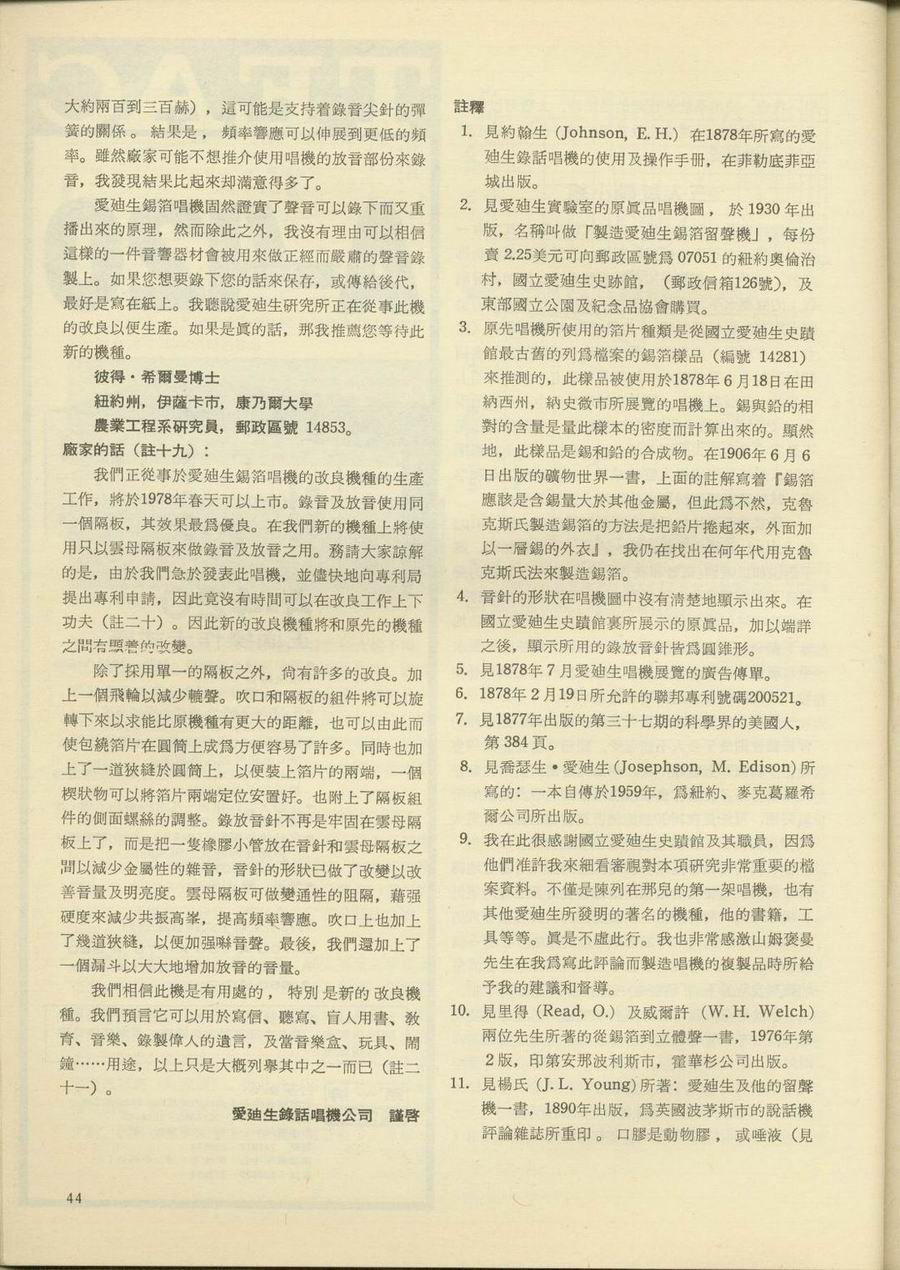 大約兩百到三百赫），這可能是支持着錄音尖針的彈
簧的關係。結果是，頻率響應可以伸展到更低的頻
率。雖然廠家可能不想推介使用唱機的放音部份來錄
音，我發現結果比起來却滿意得多了。
愛廸生錫箔唱機固然證實了聲音可以錄下而又重
播出來的原理，然而除此之外，我沒有理由可以相信
這樣的一件音響器材會被用來做正經而嚴肅的聲音錄
製上。如果您想要錄下您的話來保存，或傳給後代，
最好是寫在紙上。我聽說愛廸生研究所正在從事此機
的改良以便生產。如果是眞的話，那我推薦您等待此
新的機種。
彼得·希爾曼博士
紐約州，伊薩卡市，康乃爾大學
農業工程系研究員，郵政區號 14853。
廠家的話（註十九）：
我們正從事於愛廸生錫箔唱機的改良機種的生產
工作，將於1978年春天可以上市。錄音及放音使用同
一個隔板，其效果最爲優良。在我們新的機種上將使
用只以雲母隔板來做錄音及放音之用。務請大家諒解
的是，由於我們急於發表此唱機，並儘快地向專利局
提出專利申請，因此竟沒有時間可以在改良工作上下
功夫（註二十）。因此新的改良機種將和原先的機種
之間有顯着的改變。
除了採用單一的隔板之外，尙有許多的改良。加
上一個飛輪以減少轆聲。吹口和隔板的組件將可以旋
轉下來以求能比原機種有更大的距離，也可以由此而
使包繞箔片在圓筒上成爲方便容易了許多。同時也加
上了一道狹縫於圓筒上，以便裝上箔片的兩端，一個
楔狀物可以將箔片兩端定位安置好。也附上了隔板組
件的側面螺絲的調整。錄放音針不再是牢固在雲母隔
板上了，而是把一隻橡膠小管放在音針和雲母隔板之
間以減少金屬性的雜音，音針的形狀已做了改變以改
善音量及明亮度。雲母隔板可做變通性的阻隔，藉强
硬度來減少共振高峯，提高頻率響應。吹口上也加上
了幾道狹縫，以便加强嘶音聲。最後，我們還加上了
一個漏斗以大大地增加放音的音量。
我們相信此機是有用處的，特別是新的改良機
種。我們預言它可以用於寫信、聽寫、盲人用書、敎
育、音樂、錄製偉人的遺言，及當音樂盒、玩具、鬧
鐘……用途，以上只是大概列舉其中之一而已（註二
十一）。
愛廸生錄話唱機公司　謹啓
44
註釋
1. 見約翰生 (Johnson, E. H.) 在1878年所寫的愛
廸生錄話唱機的使用及操作手册，在菲勒底菲亞
城出版。
2. 見愛廸生實驗室的原眞品唱機圖，於 1930 年出
版，名稱叫做「製造愛廸生錫箔留聲機」，每份
賣 2.25美元可向郵政區號爲 07051 的紐約奧倫治
村，國立愛廸生史跡館，（郵政信箱126號），及
東部國立公園及紀念品協會購買。
3. 原先唱機所使用的箔片種類是從國立愛廸生史蹟
館最古舊的列爲檔案的錫箔樣品（編號 14281）
來推測的，此樣品被使用於1878年 6 月18日在田
納西州，納史微市所展覽的唱機上。錫與鉛的相
對的含量是量此樣本的密度而計算出來的。顯然
地，此樣品是錫和鉛的合成物。在1906年 6 月 6
日出版的礦物世界一書，上面的註解寫着『錫箔
應該是含錫量大於其他金屬，但此爲不然，克魯
克斯氏製造錫箔的方法是把鉛片捲起來，外面加
以一層錫的外衣』，我仍在找出在何年代用克魯
克斯氏法來製造錫箔。
4. 音針的形狀在唱機圖中沒有淸楚地顯示出來。在
國立愛廸生史蹟館裏所展示的原眞品，加以端詳
之後，顯示所用的錄放音針皆爲圓錐形。
5. 見1878年 7 月愛廸生唱機展覽的廣告傳單。
6. 1878年 2 月19日所允許的聯邦專利號碼200521。
7. 見1877年出版的第三十七期的科學界的美國人，
第 384 頁。
8. 見喬瑟生·愛廸生 (Josephson, M. Edison) 所
寫的：一本自傳於1959年，爲紐約、麥克葛羅希
爾公司所出版。
9. 我在此很感謝國立愛廸生史蹟館及其職員，因爲
他們准許我來細看審視對本項研究非常重要的檔
案資料。不僅是陳列在那兒的第一架唱機，也有
其他愛廸生所發明的著名的機種，他的書籍，工
具等等。眞是不虛此行。我也非常感激山姆褒曼
先生在我爲寫此評論而製造唱機的複製品時所給
予我的建議和督導。
10. 見里得 (Read, O.) 及威爾許 (W. H. Welch)
兩位先生所著的從錫箔到立體聲一書，1976年第
2 版，印第安那波利斯市，霍華杉公司出版。
11. 見楊氏 (J. L. Young) 所著：愛廸生及他的留聲
機一書，1890年出版，爲英國波茅斯市的說話機
評論雜誌所重印。口膠是動物膠，或唾液（見